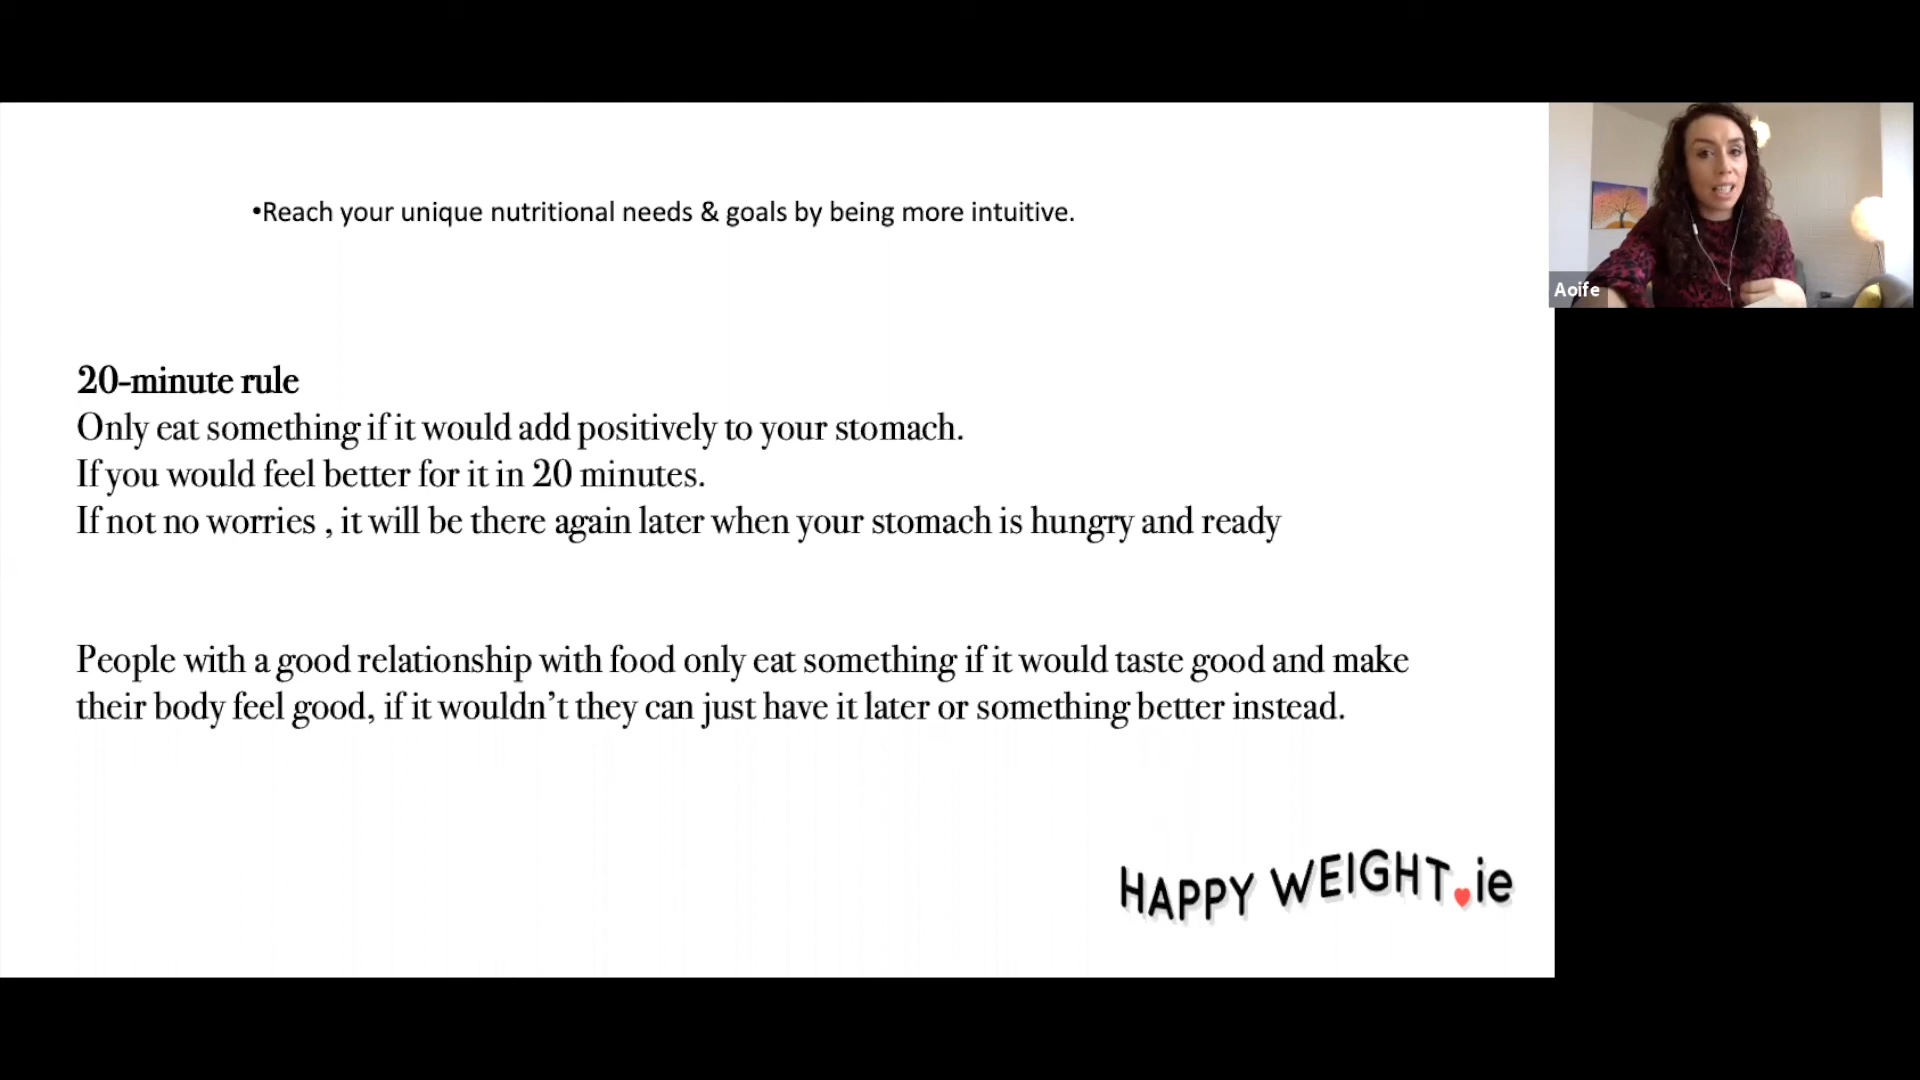 •Reach your unique nutritional needs & goals by being more intuitive.
Aoife
20-minute rule
Only eat something if it would add positively to your stomach.
If you would feel better for it in 20 minutes.
If not no worries , it will be there again later when your stomach is hungry and ready
People with a good relationship with food only eat something if it would taste good and make
their body feel good, if it wouldn’t they can just have it later or something better instead.
HAPPY WEIGHT.ie